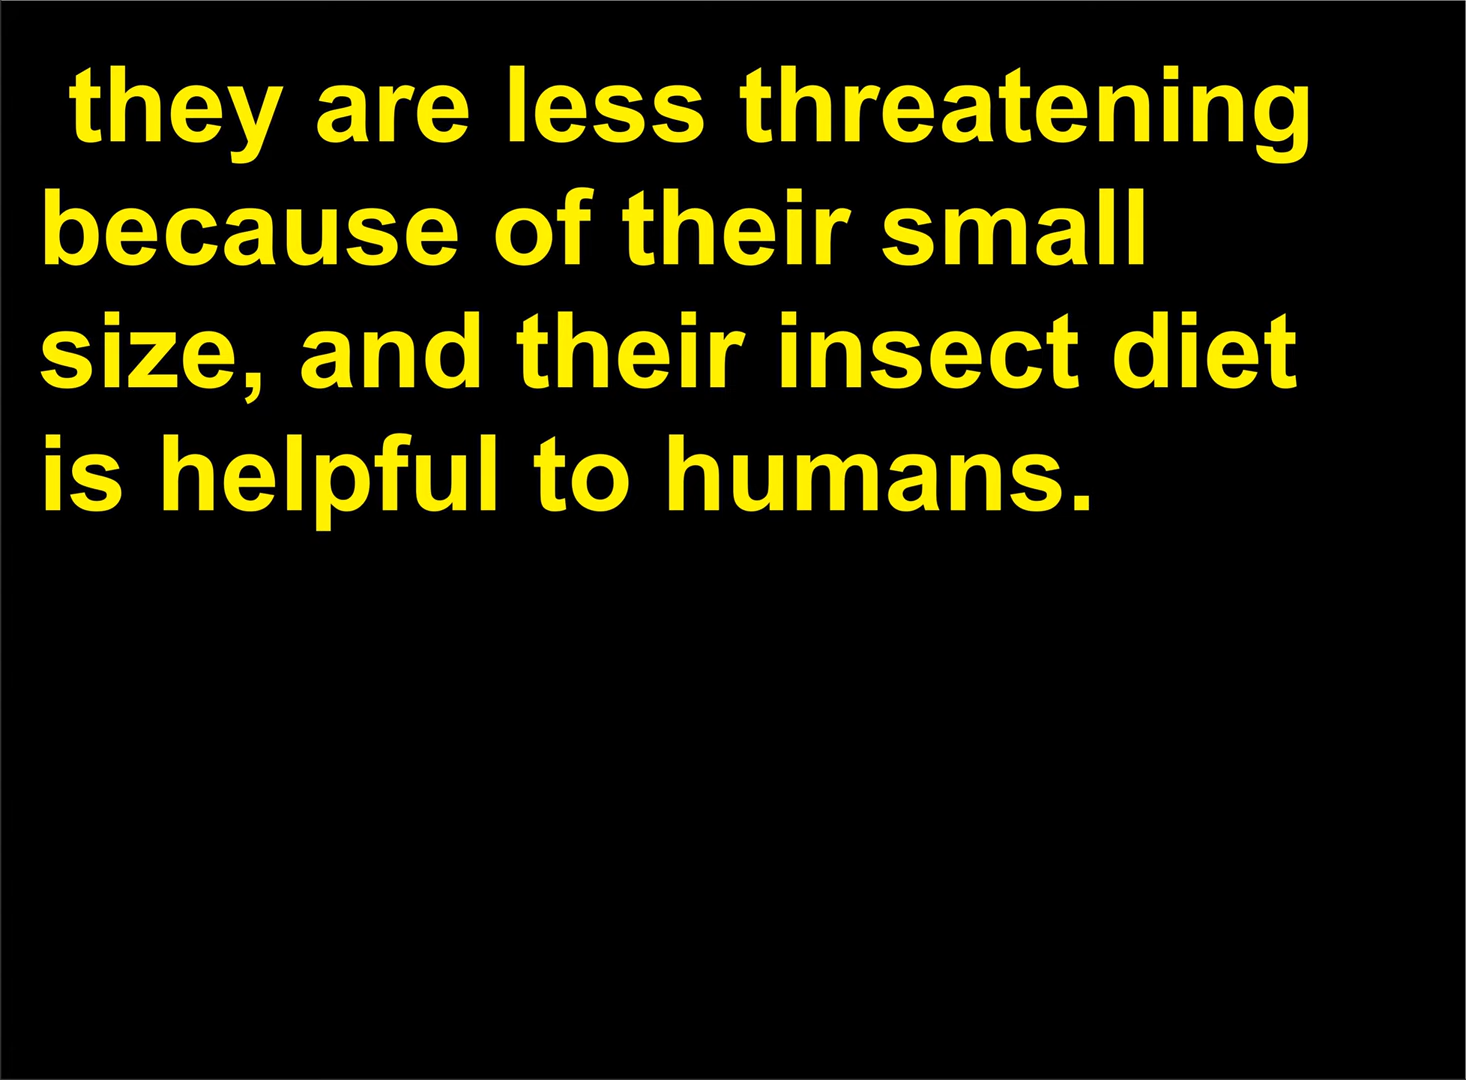 they are less threatening
because of their small
size, and their insect diet
is helpful to humans.